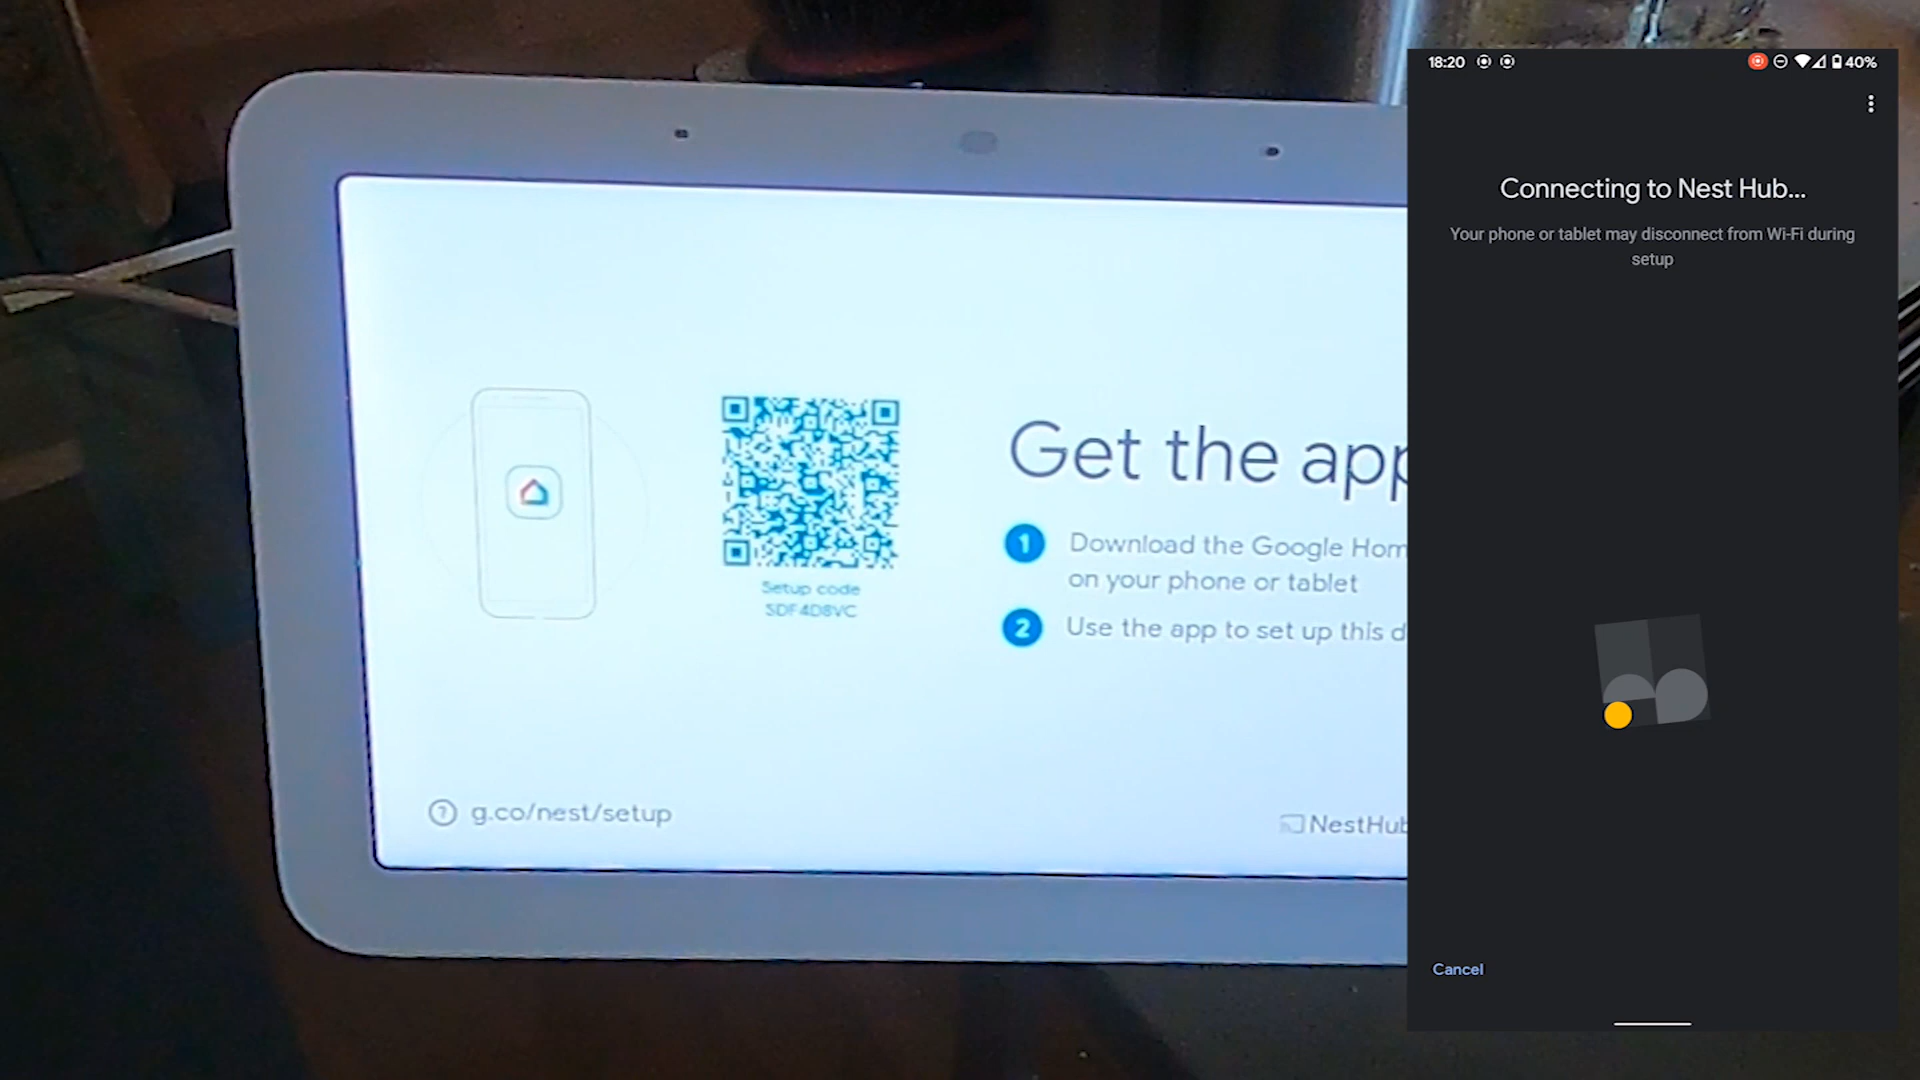 Get the app
1 Download the Google Hom
on your phone or tablet
2 Use the app to set up this d
Setup code
SDF4D8VC
? g.co/nest/setup
NestHub
18:20 40%
Connecting to Nest Hub...
Your phone or tablet may disconnect from Wi-Fi during
setup
Cancel